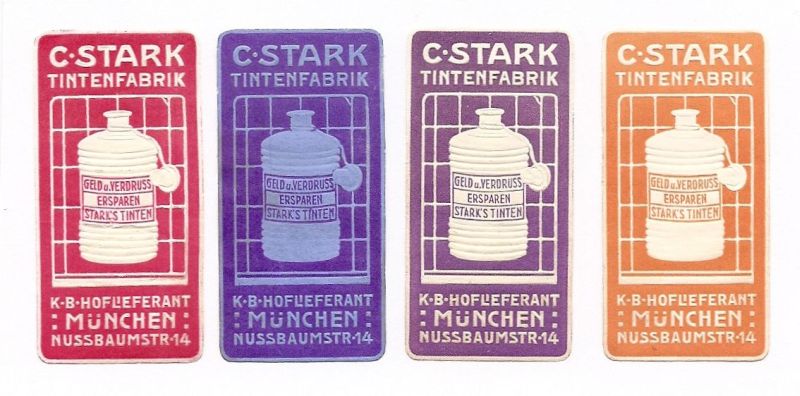 C·STARK
TINTENFABRIK
GELD u. VERDRUSS
ERSPAREN
STARK'S TINTEN
K·B·HOFLIEFERANT
: MÜNCHEN :
NUSSBAUMSTR·14
C·STARK
TINTENFABRIK
GELD u. VERDRUSS
ERSPAREN
STARK'S TINTEN
K·B·HOFLIEFERANT
: MÜNCHEN :
NUSSBAUMSTR·14
C·STARK
TINTENFABRIK
GELD u. VERDRUSS
ERSPAREN
STARK'S TINTEN
K·B·HOFLIEFERANT
: MÜNCHEN :
NUSSBAUMSTR·14
C·STARK
TINTENFABRIK
GELD u. VERDRUSS
ERSPAREN
STARK'S TINTEN
K·B·HOFLIEFERANT
: MÜNCHEN :
NUSSBAUMSTR·14